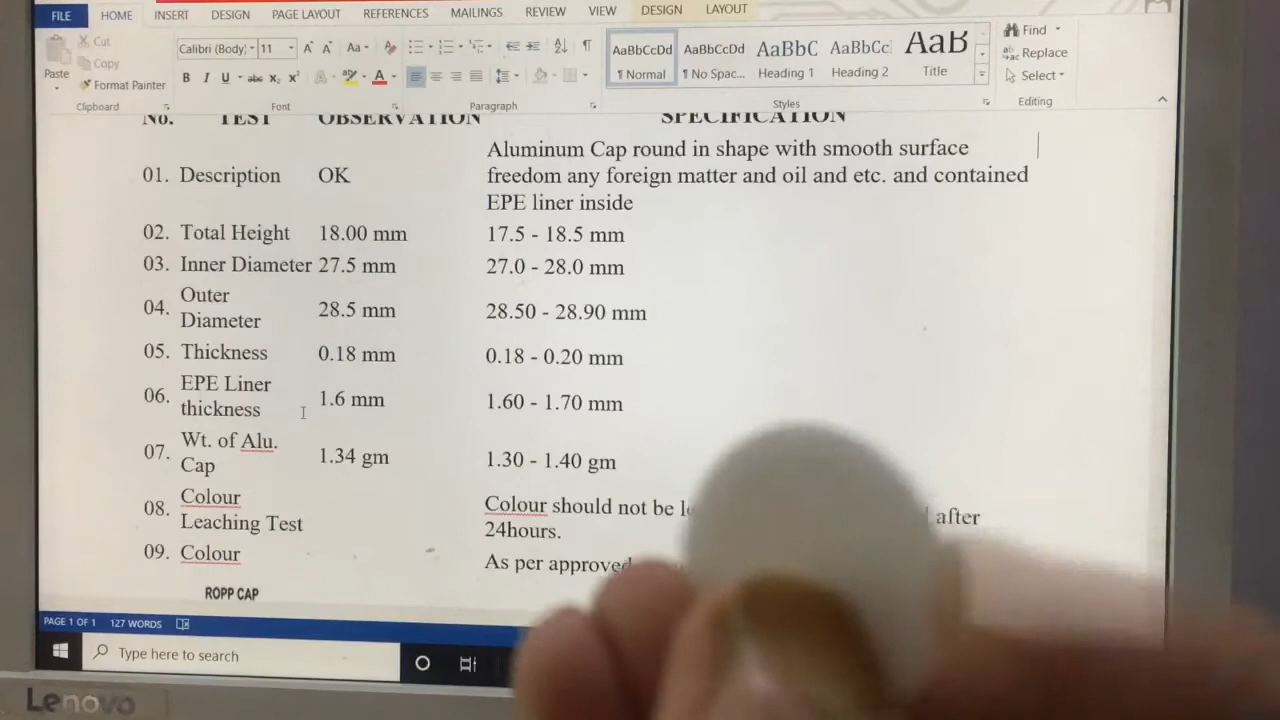 FILE HOME INSERT DESIGN PAGE LAYOUT REFERENCES MAILINGS REVIEW VIEW DESIGN LAYOUT
Cut
Copy
Paste
Format Painter
Calibri (Body) 11
AaBbCcDd AaBbCcDd AaBbC AaBbCc AaB
¶ Normal ¶ No Spac... Heading 1 Heading 2 Title
Find
Replace
Select
Clipboard Font Paragraph Styles Editing
No. TEST OBSERVATION SPECIFICATION
01. Description OK Aluminum Cap round in shape with smooth surface
freedom any foreign matter and oil and etc. and contained
EPE liner inside
02. Total Height 18.00 mm 17.5 - 18.5 mm
03. Inner Diameter 27.5 mm 27.0 - 28.0 mm
04. Outer
Diameter 28.5 mm 28.50 - 28.90 mm
05. Thickness 0.18 mm 0.18 - 0.20 mm
06. EPE Liner
thickness 1.6 mm 1.60 - 1.70 mm
07. Wt. of Alu.
Cap 1.34 gm 1.30 - 1.40 gm
08. Colour
Leaching Test Colour should not be after
24hours.
09. Colour As per approved
ROPP CAP
PAGE 1 OF 1 127 WORDS
Type here to search
Lenovo